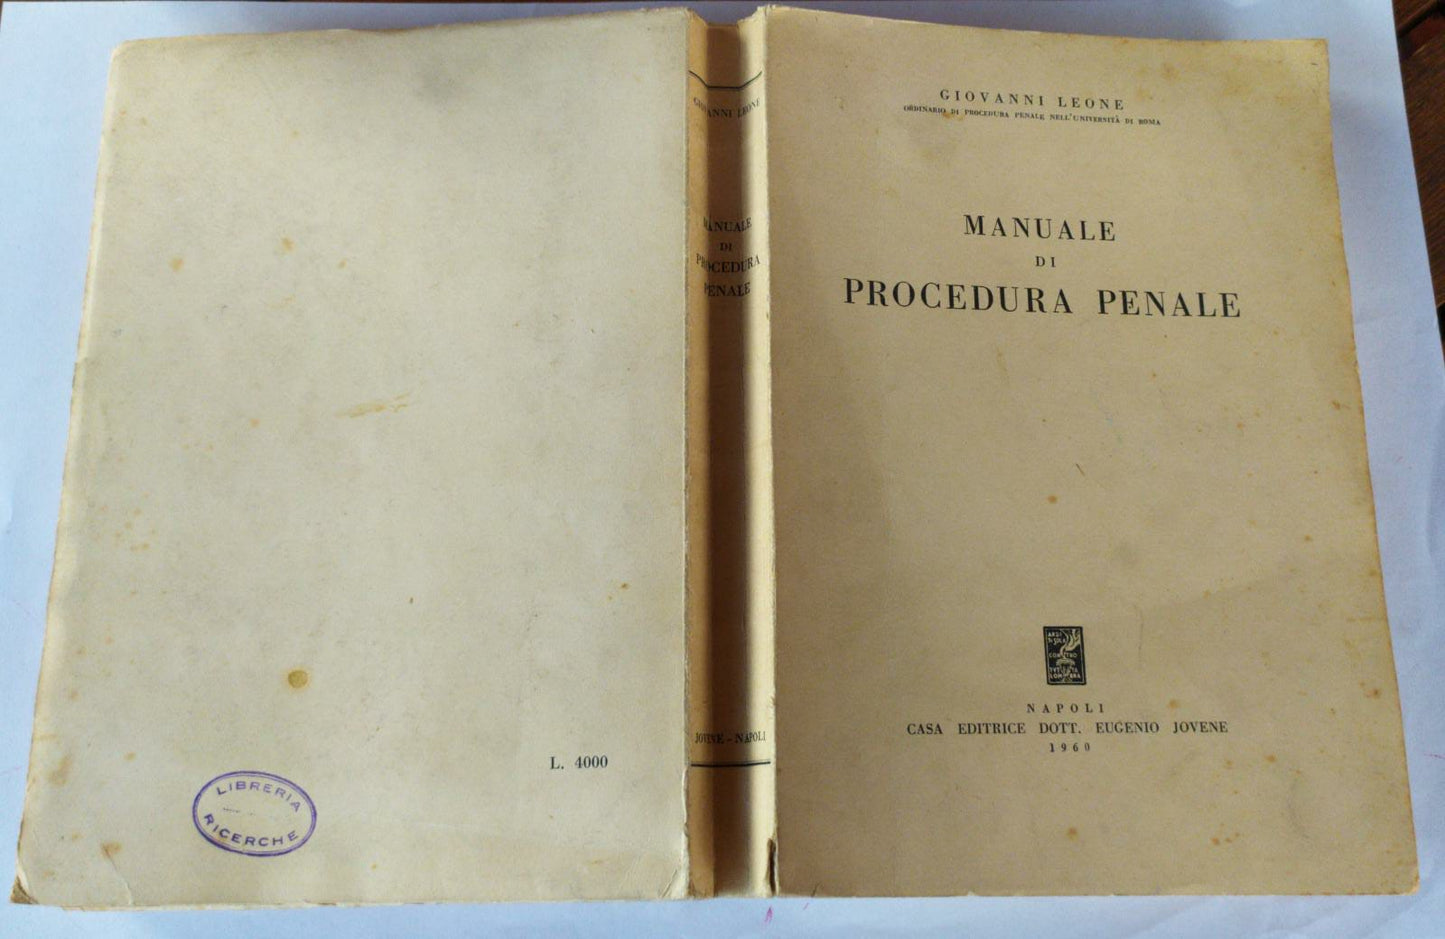 GIOVANNI LEONE
ORDINARIO DI PROCEDURA PENALE NELL'UNIVERSITÀ DI ROMA
MANUALE
DI
PROCEDURA PENALE
NAPOLI
CASA EDITRICE DOTT. EUGENIO JOVENE
1960
GIOVANNI LEONE
MANUALE
DI
PROCEDURA
PENALE
JOVENE - NAPOLI
L. 4000
LIBRERIA
RICERCHE